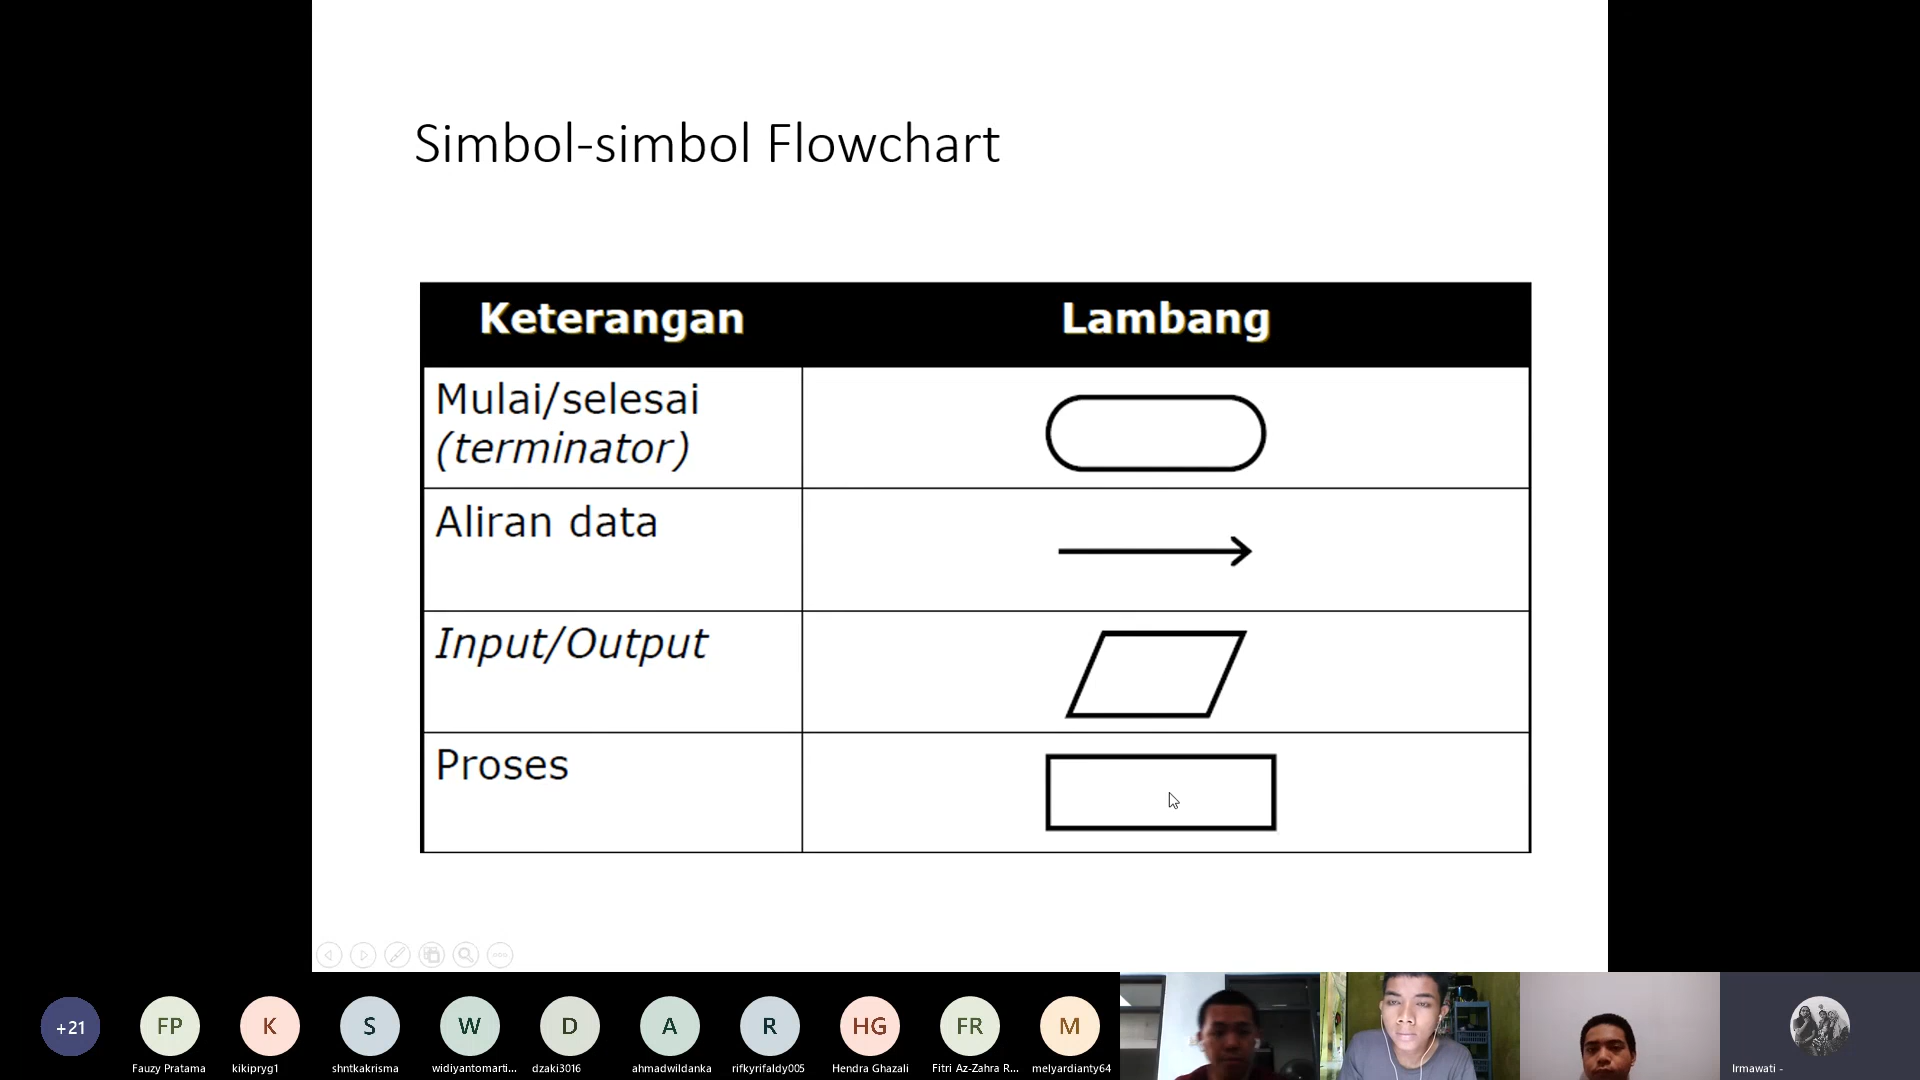 Simbol-simbol Flowchart
Keterangan
Lambang
Mulai/selesai
(terminator)
Aliran data
Input/Output
Proses
+21
FP
K
S
W
D
A
R
HG
FR
M
Fauzy Pratama
kikipryg1
shntkakrisma
widiyantomarti...
dzaki3016
ahmadwildanka
rifkyrifaldy005
Hendra Ghazali
Fitri Az-Zahra R...
melyardianty64
Irmawati -